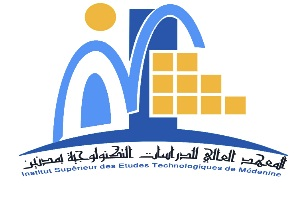 المعهد العالي للدراسات التكنولوجية بمدنين
Institut Supérieur des Etudes Technologiques de Médenine